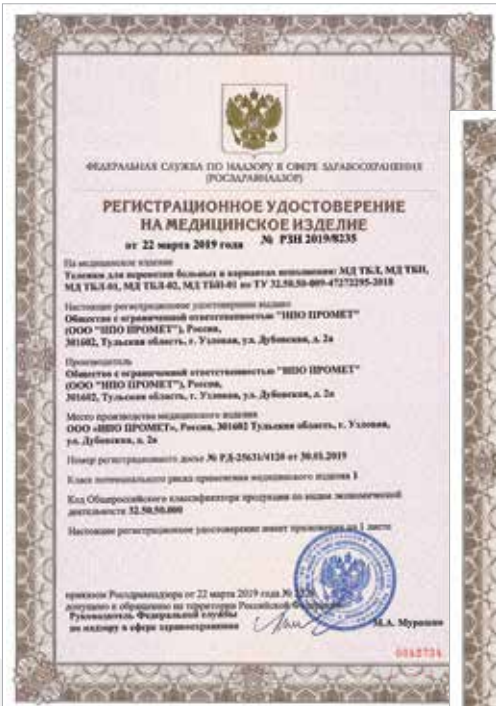 ФЕДЕРАЛЬНАЯ СЛУЖБА ПО НАДЗОРУ В СФЕРЕ ЗДРАВООХРАНЕНИЯ
(РОСЗДРАВНАДЗОР)
РЕГИСТРАЦИОННОЕ УДОСТОВЕРЕНИЕ
НА МЕДИЦИНСКОЕ ИЗДЕЛИЕ
от 22 марта 2019 года № РЗН 2019/8235
На медицинское изделие
Тележки для перевозки больных в вариантах исполнения: МД ТБЛ, МД ТБН,
МД ТБЛ-01, МД ТБЛ-02, МД ТБН-01 по ТУ 32.50.50-009-47272295-2018
Настоящее регистрационное удостоверение выдано
Общество с ограниченной ответственностью "НПО ПРОМЕТ"
(ООО "НПО ПРОМЕТ"), Россия,
301602, Тульская область, г. Узловая, ул. Дубовская, д. 2а
Производитель
Общество с ограниченной ответственностью "НПО ПРОМЕТ"
(ООО "НПО ПРОМЕТ"), Россия,
301602, Тульская область, г. Узловая, ул. Дубовская, д. 2а
Место производства медицинского изделия
ООО «НПО ПРОМЕТ», Россия, 301602 Тульская область, г. Узловая,
ул. Дубовская, д. 2а
Номер регистрационного досье № РД-25631/4120 от 30.01.2019
Класс потенциального риска применения медицинского изделия 1
Код Общероссийского классификатора продукции по видам экономической
деятельности 32.50.50.000
Настоящее регистрационное удостоверение имеет приложение на 1 листе
приказом Росздравнадзора от 22 марта 2019 года №
допущено к обращению на территории Российской Федерации.
Руководитель Федеральной службы
по надзору в сфере здравоохранения М.А. Мурашко